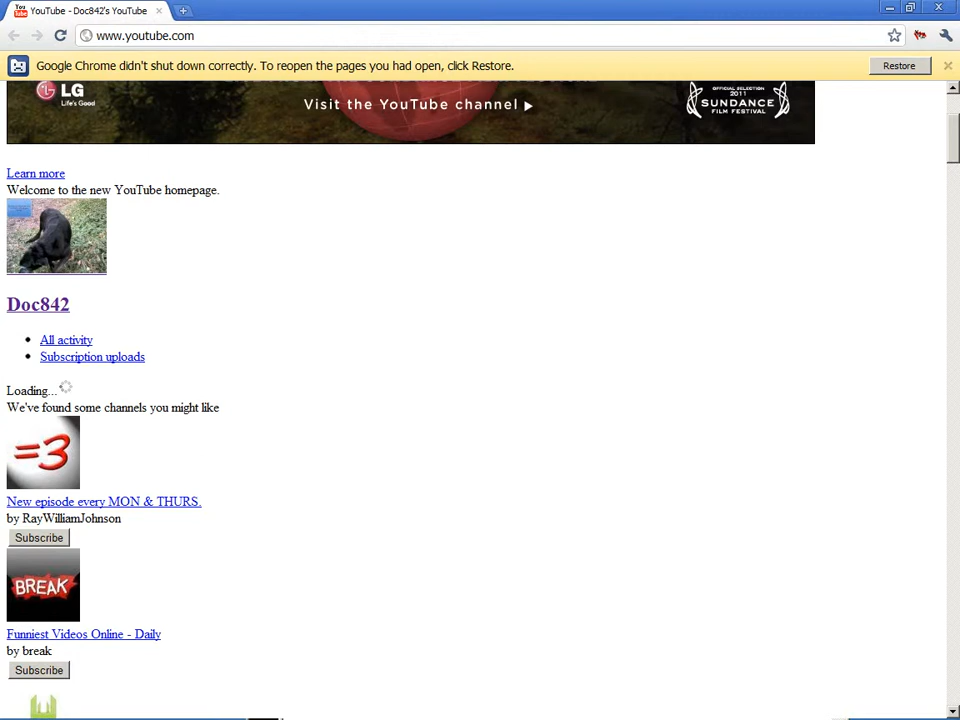 YouTube - Doc842's YouTube
www.youtube.com
Google Chrome didn't shut down correctly. To reopen the pages you had open, click Restore.
Restore
LG
Life's Good
Visit the YouTube channel
OFFICIAL SELECTION
2011
SUNDANCE
FILM FESTIVAL
Learn more
Welcome to the new YouTube homepage.
Doc842
All activity
Subscription uploads
Loading...
We've found some channels you might like
=3
New episode every MON & THURS.
by RayWilliamJohnson
Subscribe
BREAK
Funniest Videos Online - Daily
by break
Subscribe